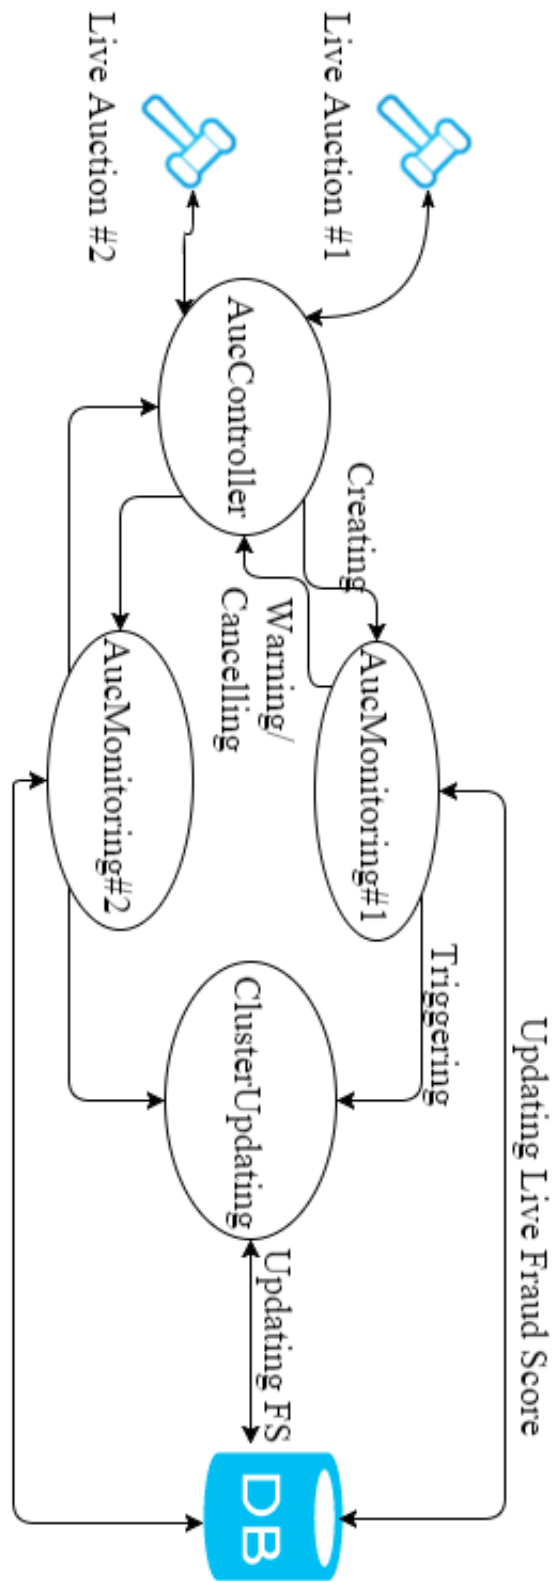 Live Auction #1
Live Auction #2
AucController
Creating
Warning/
Cancelling
AucMonitoring#1
AucMonitoring#2
Triggering
ClusterUpdating
Updating Live Fraud Score
Updating FS
DB